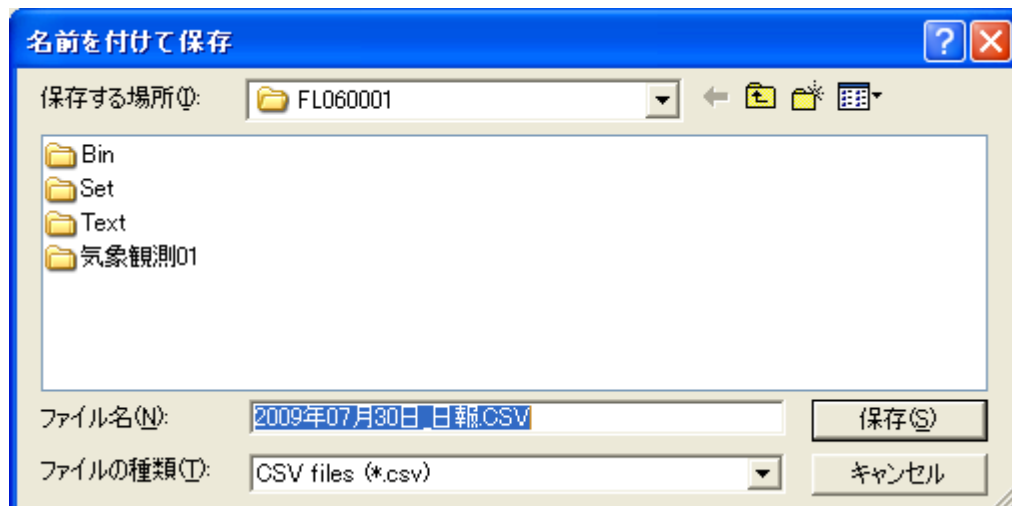 名前を付けて保存
保存する場所(I): FL060001
Bin
Set
Text
気象観測01
ファイル名(N): 2009年07月30日_日報.CSV 保存(S)
ファイルの種類(T): CSV files (*.csv) キャンセル